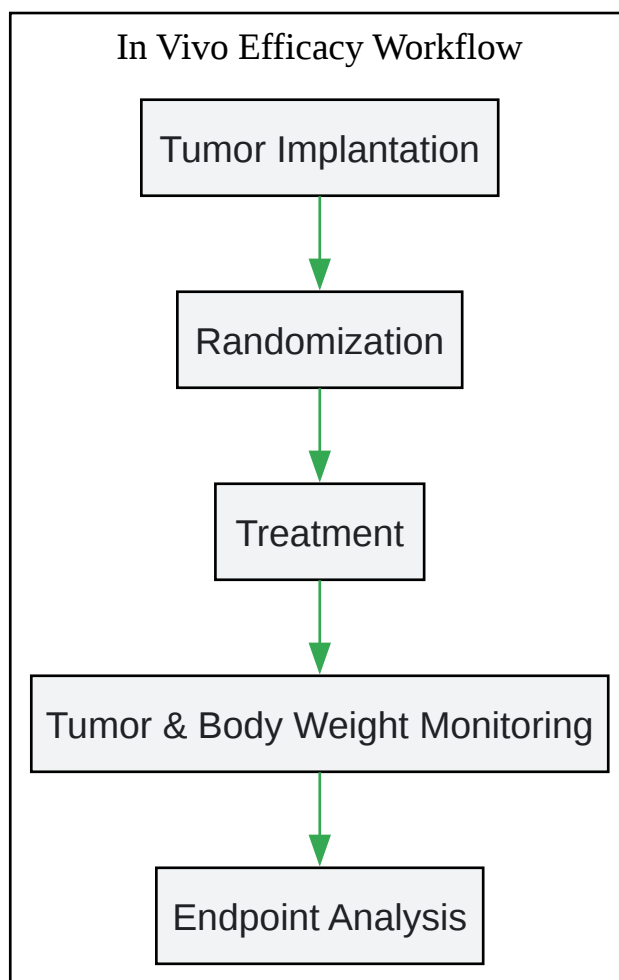 In Vivo Efficacy Workflow
Tumor Implantation
Randomization
Treatment
Tumor & Body Weight Monitoring
Endpoint Analysis